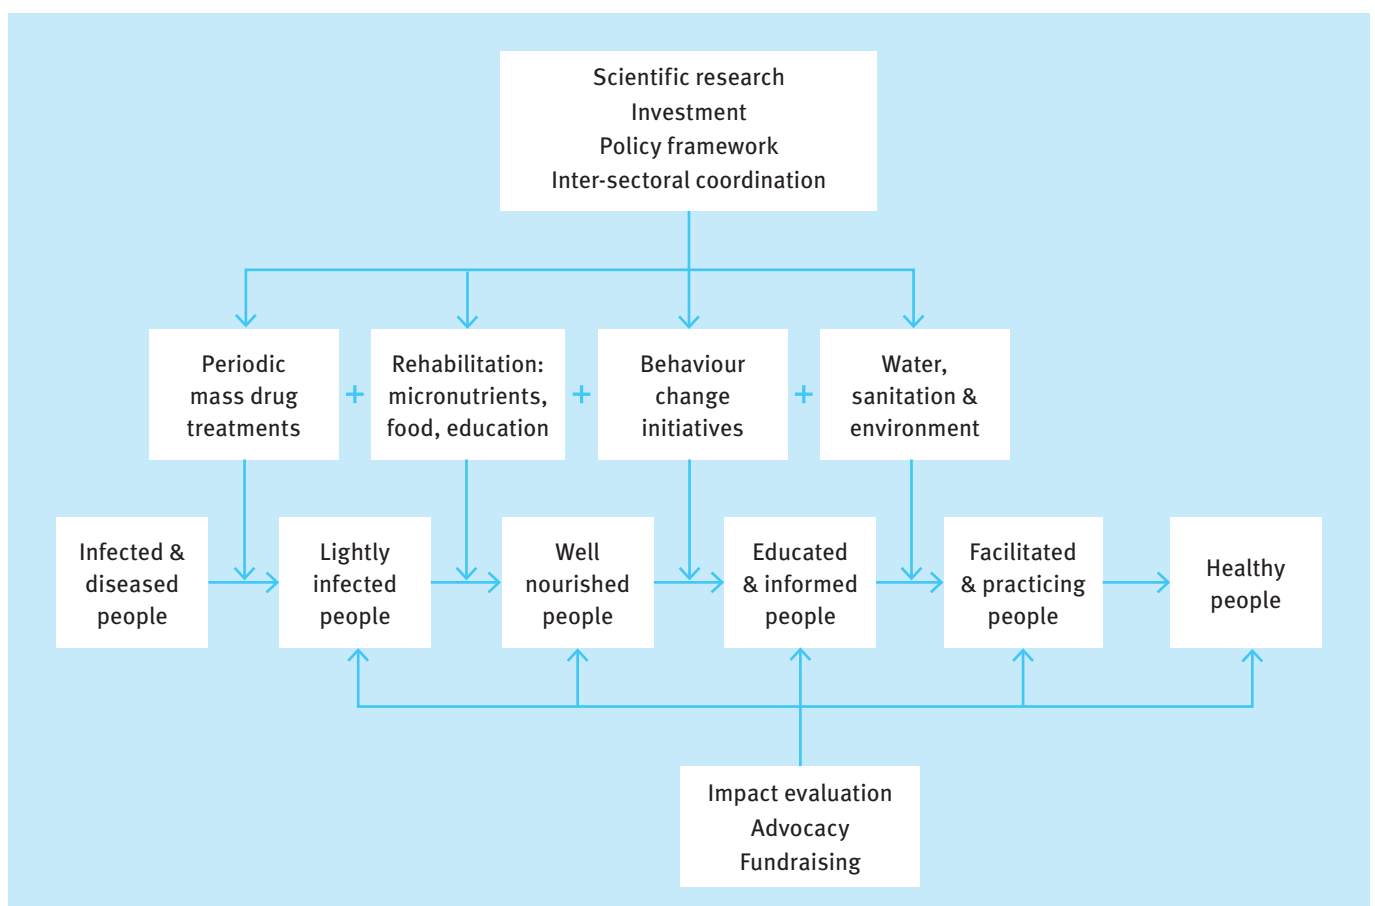 Scientific research
Investment
Policy framework
Inter-sectoral coordination
Periodic
mass drug
treatments
+
Rehabilitation:
micronutrients,
food, education
+
Behaviour
change
initiatives
+
Water,
sanitation &
environment
Infected &
diseased
people
Lightly
infected
people
Well
nourished
people
Educated
& informed
people
Facilitated
& practicing
people
Healthy
people
Impact evaluation
Advocacy
Fundraising